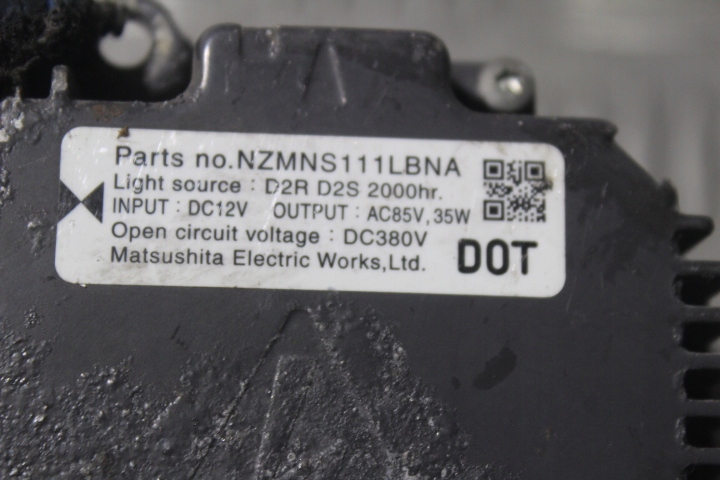 Parts no.NZMNS111LBNA
Light source : D2R D2S 2000hr.
INPUT : DC12V OUTPUT : AC85V,35W
Open circuit voltage : DC380V
Matsushita Electric Works,Ltd. DOT